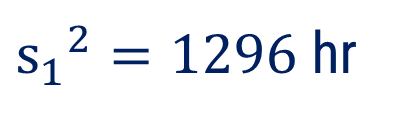 s₁² = 1296 hr